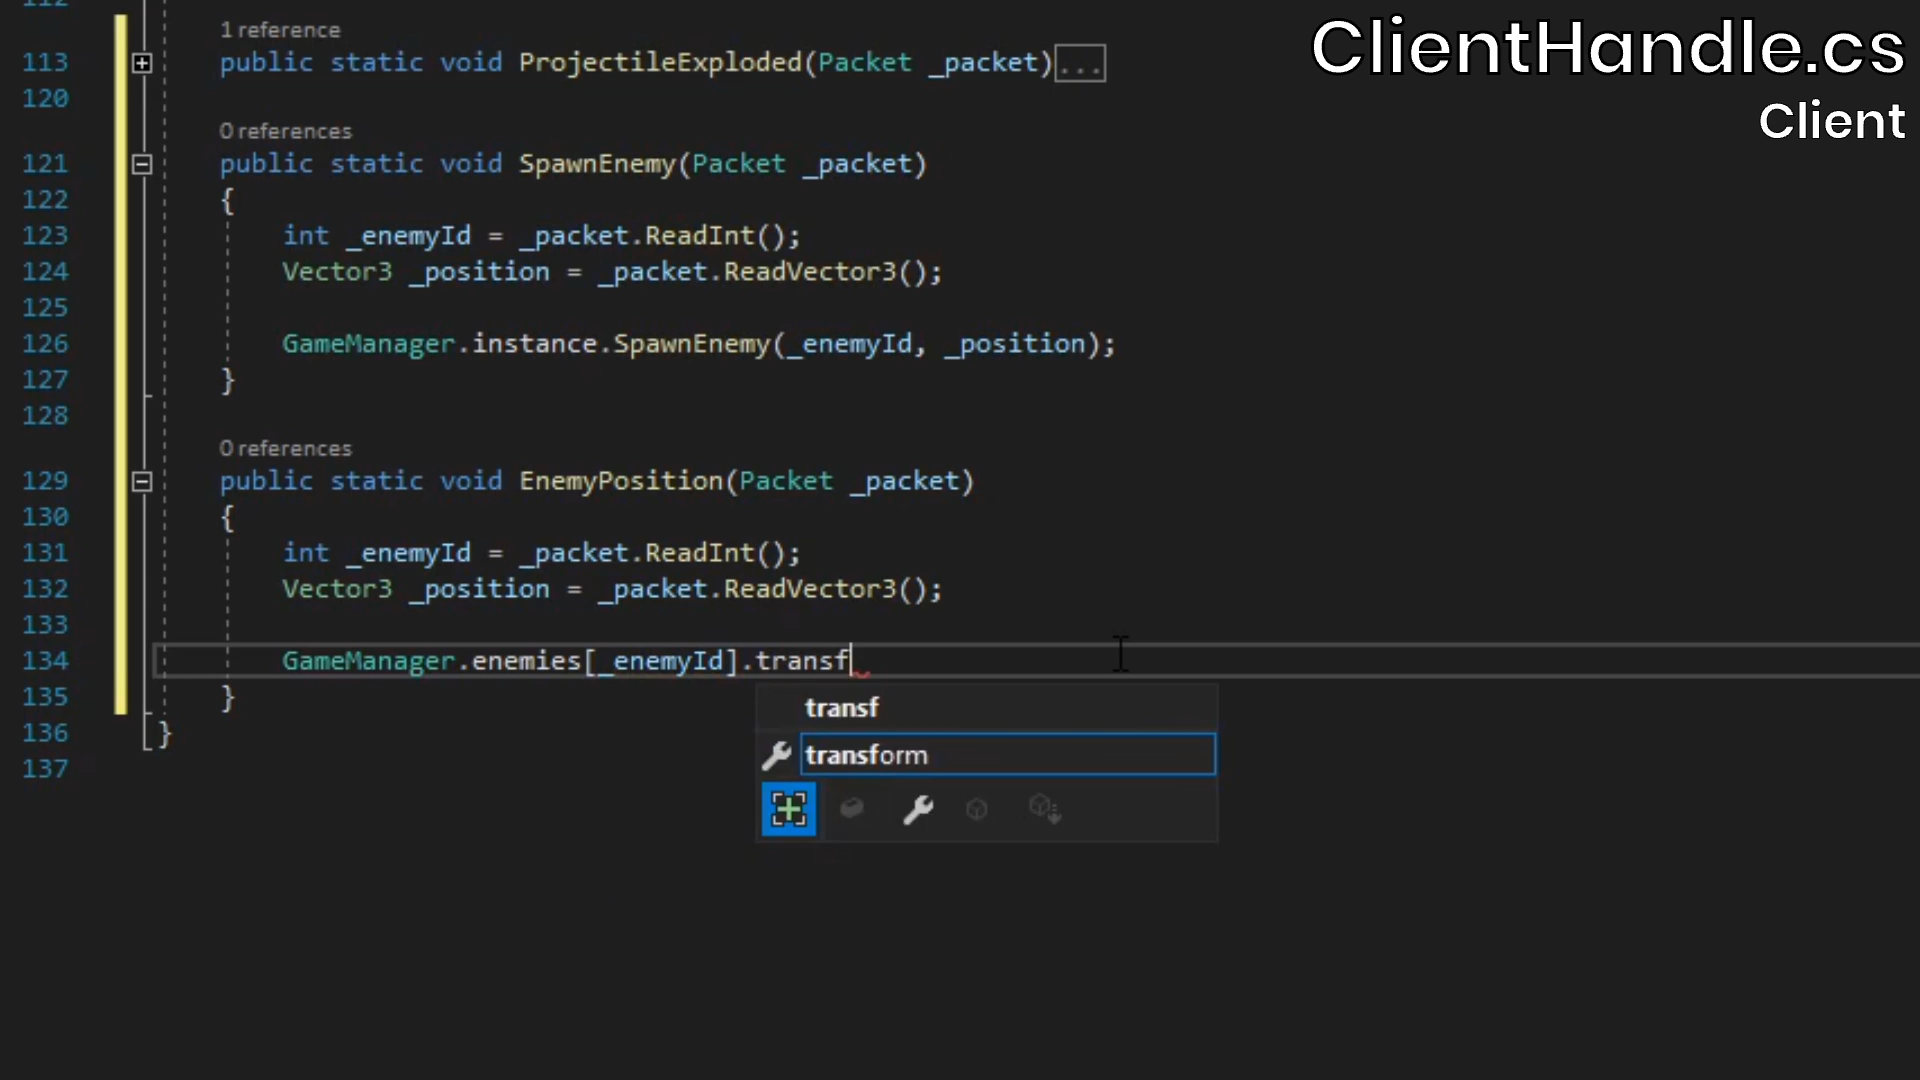 112
ClientHandle.cs
Client
1 reference
113 public static void ProjectileExploded(Packet _packet)...
120
0 references
121 public static void SpawnEnemy(Packet _packet)
122 {
123 int _enemyId = _packet.ReadInt();
124 Vector3 _position = _packet.ReadVector3();
125
126 GameManager.instance.SpawnEnemy(_enemyId, _position);
127 }
128
0 references
129 public static void EnemyPosition(Packet _packet)
130 {
131 int _enemyId = _packet.ReadInt();
132 Vector3 _position = _packet.ReadVector3();
133
134 GameManager.enemies[_enemyId].transf
135 }
transf
136 }
transform
137